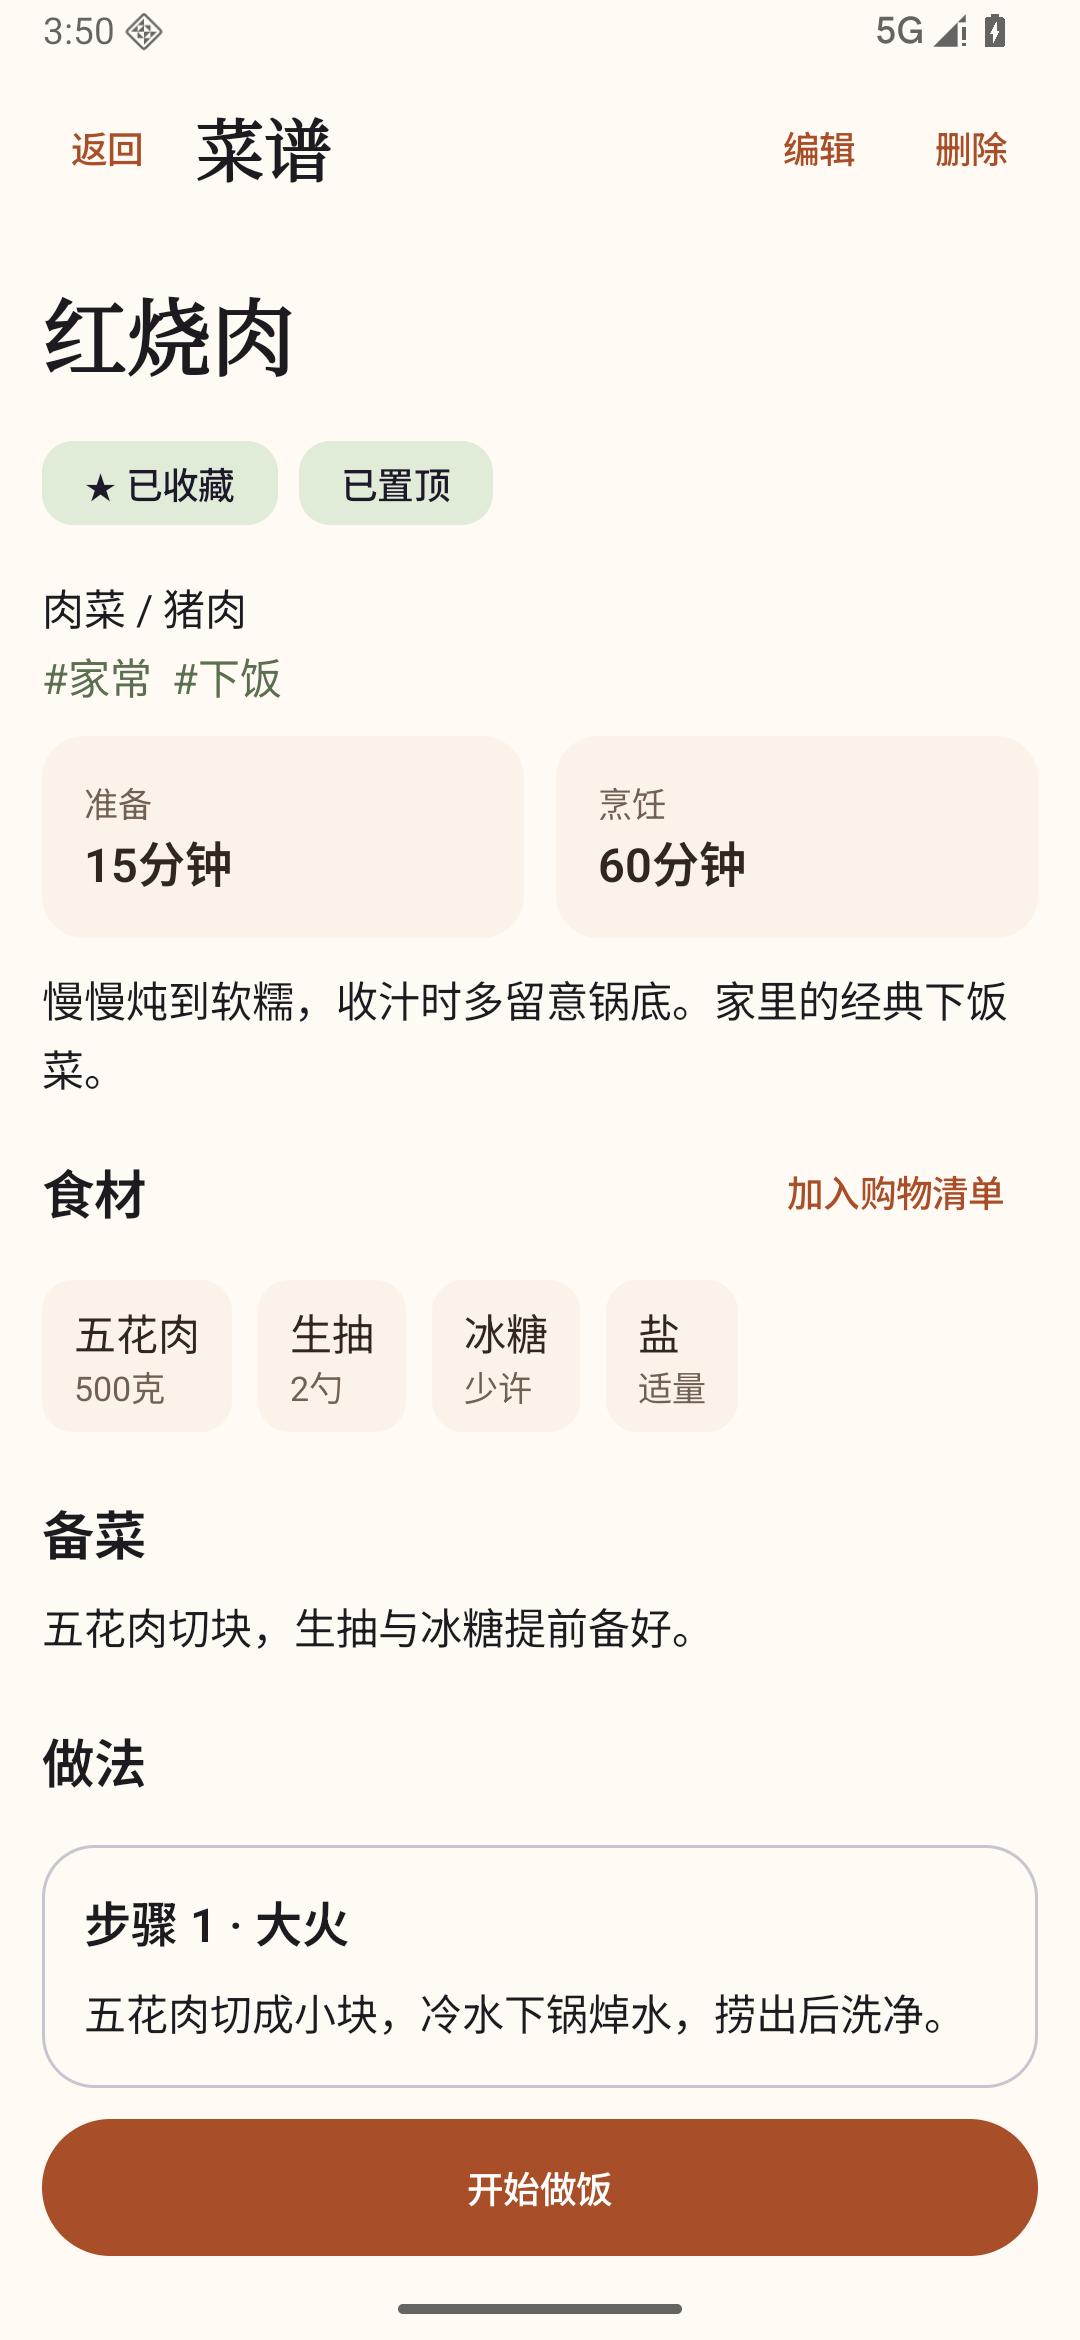 3:50
5G
返回
菜谱
编辑
删除
红烧肉
★ 已收藏
已置顶
肉菜 / 猪肉
#家常 #下饭
准备
15分钟
烹饪
60分钟
慢慢炖到软糯，收汁时多留意锅底。家里的经典下饭
菜。
食材
加入购物清单
五花肉
500克
生抽
2勺
冰糖
少许
盐
适量
备菜
五花肉切块，生抽与冰糖提前备好。
做法
步骤 1 · 大火
五花肉切成小块，冷水下锅焯水，捞出后洗净。
开始做饭